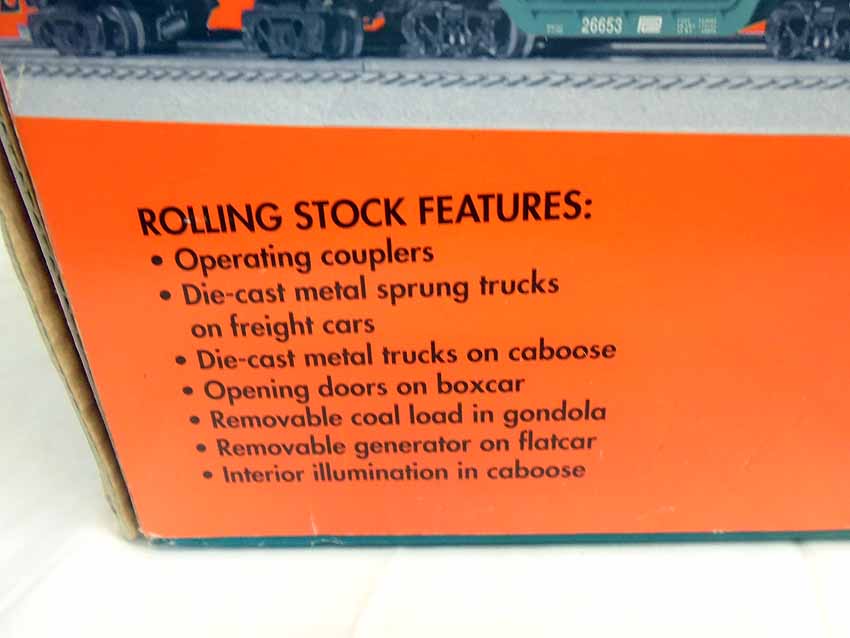 26653
ROLLING STOCK FEATURES:
• Operating couplers
• Die-cast metal sprung trucks
on freight cars
• Die-cast metal trucks on caboose
• Opening doors on boxcar
• Removable coal load in gondola
• Removable generator on flatcar
• Interior illumination in caboose